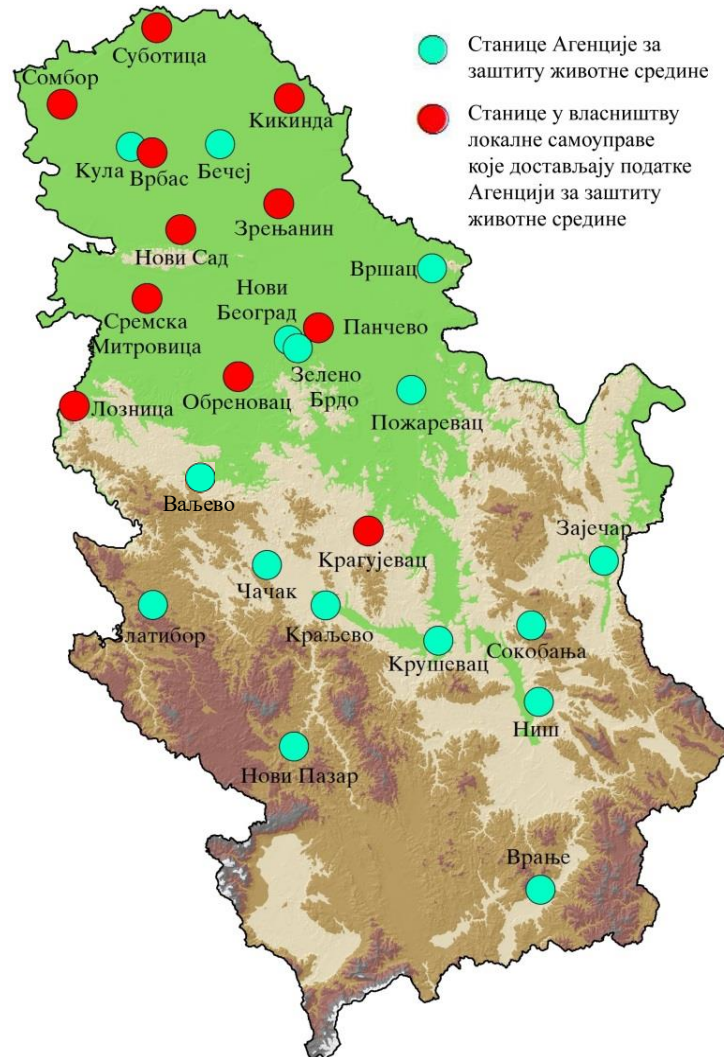 Суботица
Станице Агенције за
заштиту животне средине
Сомбор
Кикинда
Станице у власништву
локалне самоуправе
које достављају податке
Агенцији за заштиту
животне средине
Кула
Врбас
Бечеј
Зрењанин
Нови Сад
Вршац
Нови
Београд
Сремска
Митровица
Панчево
Зелено
Брдо
Обреновац
Пожаревац
Лозница
Ваљево
Крагујевац
Зајечар
Чачак
Златибор
Краљево
Крушевац
Сокобања
Ниш
Нови Пазар
Врање